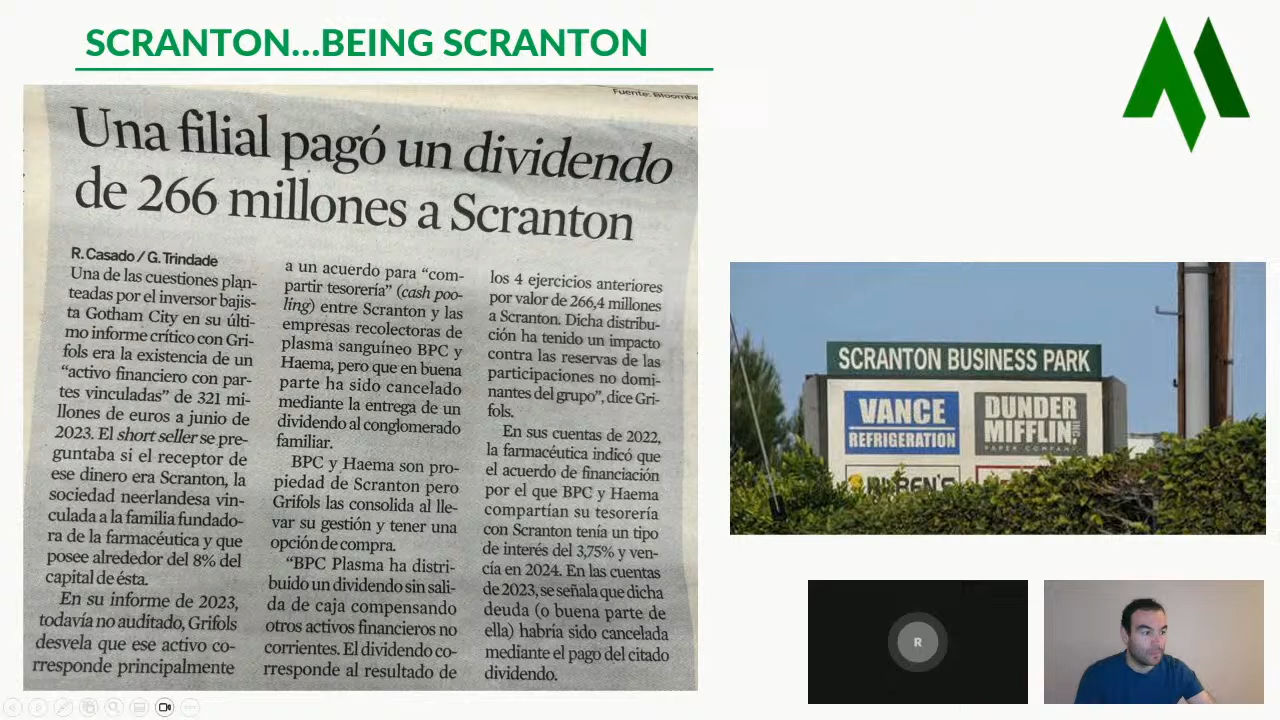 SCRANTON...BEING SCRANTON
Una filial pagó un dividendo
de 266 millones a Scranton
R. Casado / G. Trindade
Una de las cuestiones plan-
teadas por el inversor bajis-
ta Gotham City en su últi-
mo informe crítico con Gri-
fols era la existencia de un
“activo financiero con par-
tes vinculadas” de 321 mi-
llones de euros a junio de
2023. El short seller se pre-
guntaba si el receptor de
ese dinero era Scranton, la
sociedad neerlandesa vin-
culada a la familia fundado-
ra de la farmacéutica y que
posee alrededor del 8% del
capital de ésta.
En su informe de 2023,
todavía no auditado, Grifols
desvela que ese activo co-
rresponde principalmente
a un acuerdo para “com-
partir tesorería” (cash poo-
ling) entre Scranton y las
empresas recolectoras de
plasma sanguíneo BPC y
Haema, pero que en buena
parte ha sido cancelado
mediante la entrega de un
dividendo al conglomerado
familiar.
BPC y Haema son pro-
piedad de Scranton pero
Grifols las consolida al lle-
var su gestión y tener una
opción de compra.
“BPC Plasma ha distri-
buido un dividendo sin sali-
da de caja compensando
otros activos financieros no
corrientes. El dividendo co-
rresponde al resultado de
los 4 ejercicios anteriores
por valor de 266,4 millones
a Scranton. Dicha distribu-
ción ha tenido un impacto
contra las reservas de las
participaciones no domi-
nantes del grupo”, dice Gri-
fols.
En sus cuentas de 2022,
la farmacéutica indicó que
el acuerdo de financiación
por el que BPC y Haema
compartían su tesorería
con Scranton tenía un tipo
de interés del 3,75% y ven-
cía en 2024. En las cuentas
de 2023, se señala que dicha
deuda (o buena parte de
ella) habría sido cancelada
mediante el pago del citado
dividendo.
Fuente: Bloombe
SCRANTON BUSINESS PARK
VANCE
REFRIGERATION
DUNDER
MIFFLIN, INC
PAPER COMPANY
R